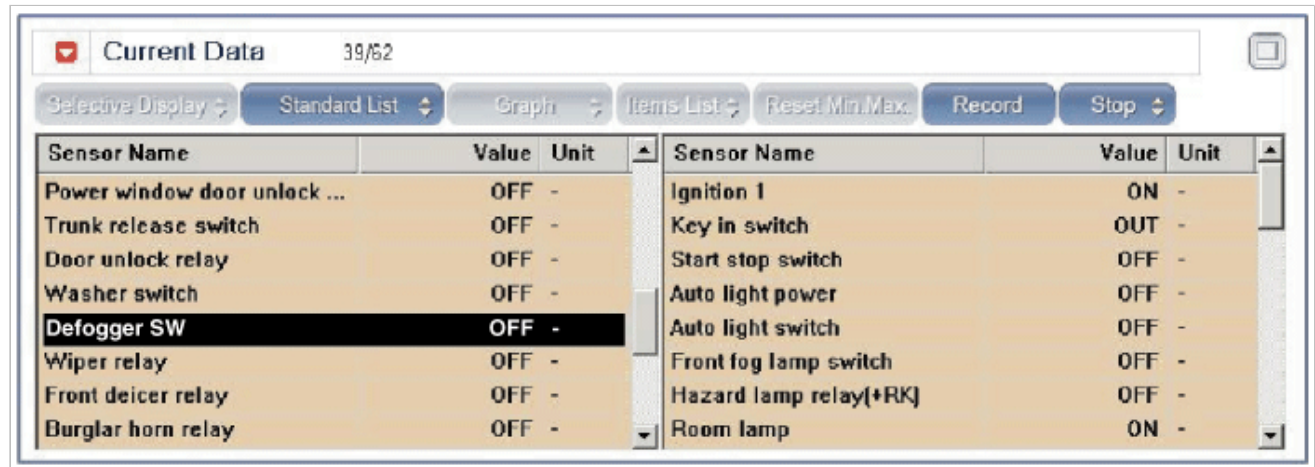 Current Data 39/62
Selective Display Standard List Graph Items List Reset Min.Max. Record Stop
Sensor Name Value Unit Sensor Name Value Unit
Power window door unlock ... OFF - Ignition 1 ON -
Trunk release switch OFF - Key in switch OUT -
Door unlock relay OFF - Start stop switch OFF -
Washer switch OFF - Auto light power OFF -
Defogger SW OFF - Auto light switch OFF -
Wiper relay OFF - Front fog lamp switch OFF -
Front deicer relay OFF - Hazard lamp relay(+RK) OFF -
Burglar horn relay OFF - Room lamp ON -